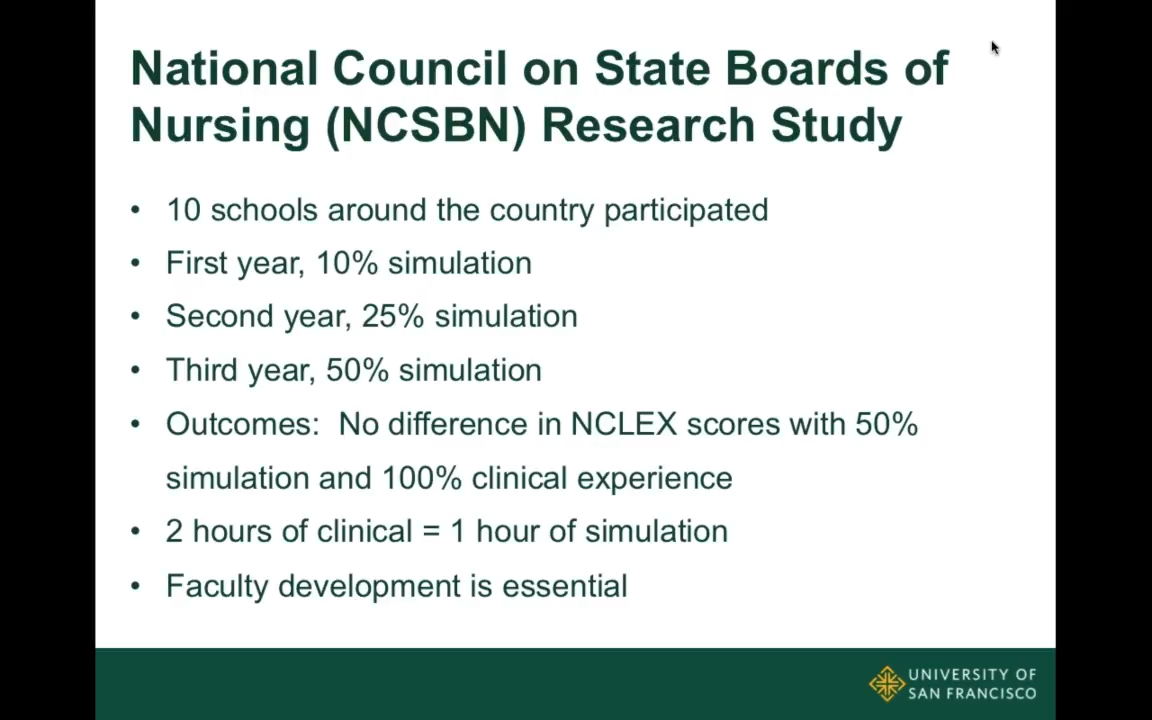 National Council on State Boards of
Nursing (NCSBN) Research Study
• 10 schools around the country participated
• First year, 10% simulation
• Second year, 25% simulation
• Third year, 50% simulation
• Outcomes:  No difference in NCLEX scores with 50%
simulation and 100% clinical experience
• 2 hours of clinical = 1 hour of simulation
• Faculty development is essential
UNIVERSITY OF
SAN FRANCISCO